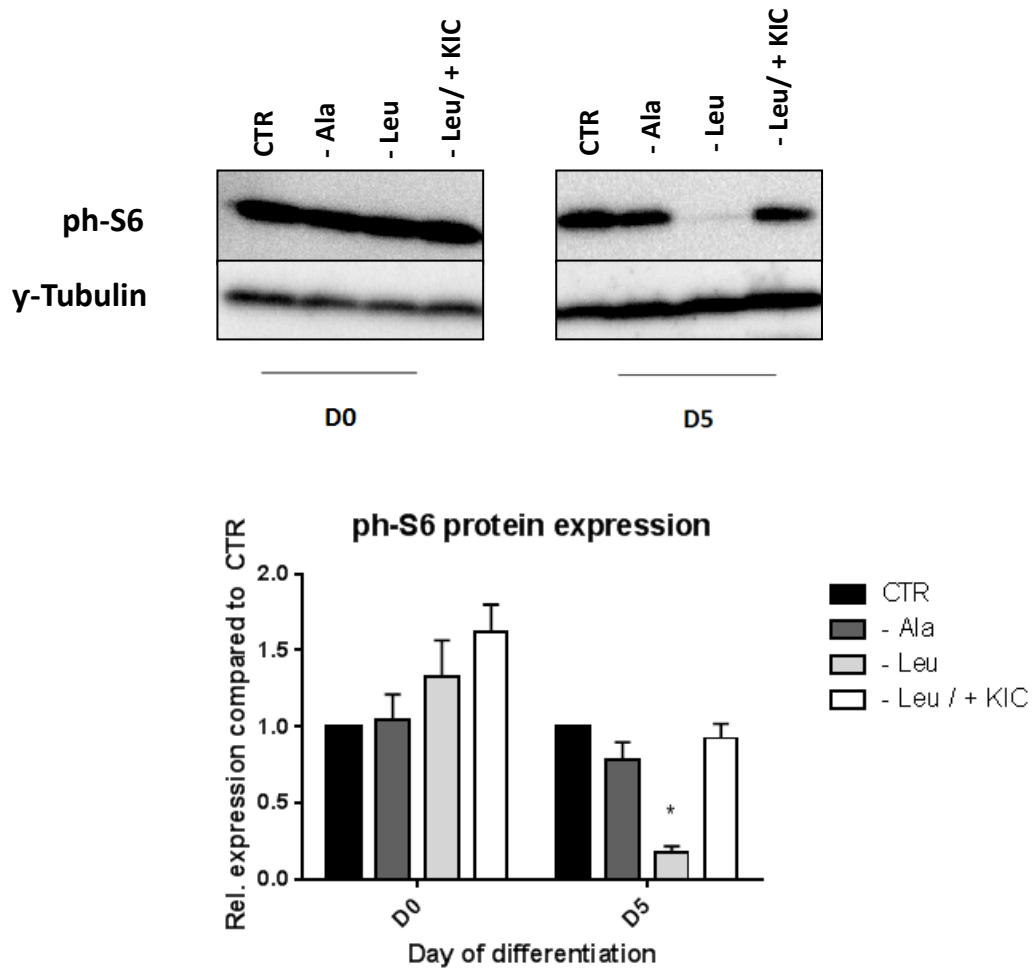 CTR - Ala - Leu - Leu/ + KIC CTR - Ala - Leu - Leu/ + KIC
ph-S6
γ-Tubulin
D0 D5
ph-S6 protein expression
Rel. expression compared to CTR
2.0
1.5
1.0
0.5
0.0
*
D0 D5
Day of differentiation
CTR
- Ala
- Leu
- Leu / + KIC